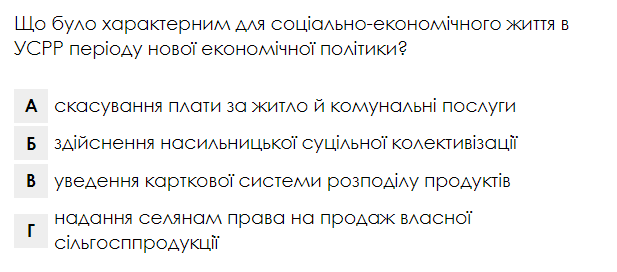 Що було характерним для соціально-економічного життя в
УСРР періоду нової економічної політики?
А скасування плати за житло й комунальні послуги
Б здійснення насильницької суцільної колективізації
В уведення карткової системи розподілу продуктів
Г надання селянам права на продаж власної
сільгосппродукції